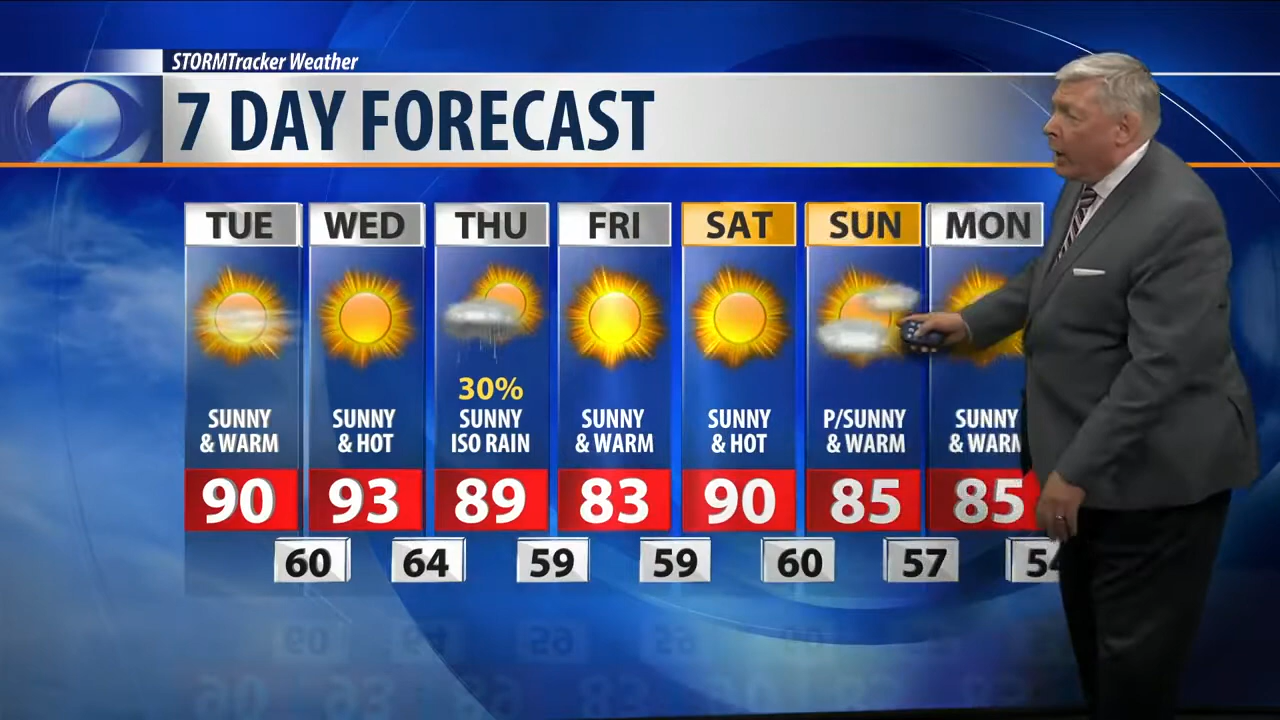 STORMTracker Weather
7 DAY FORECAST
TUE WED THU FRI SAT SUN MON
30%
SUNNY SUNNY SUNNY SUNNY SUNNY P/SUNNY SUNNY
& WARM & HOT ISO RAIN & WARM & HOT & WARM & WARM
90 93 89 83 90 85 85
60 64 59 59 60 57 54